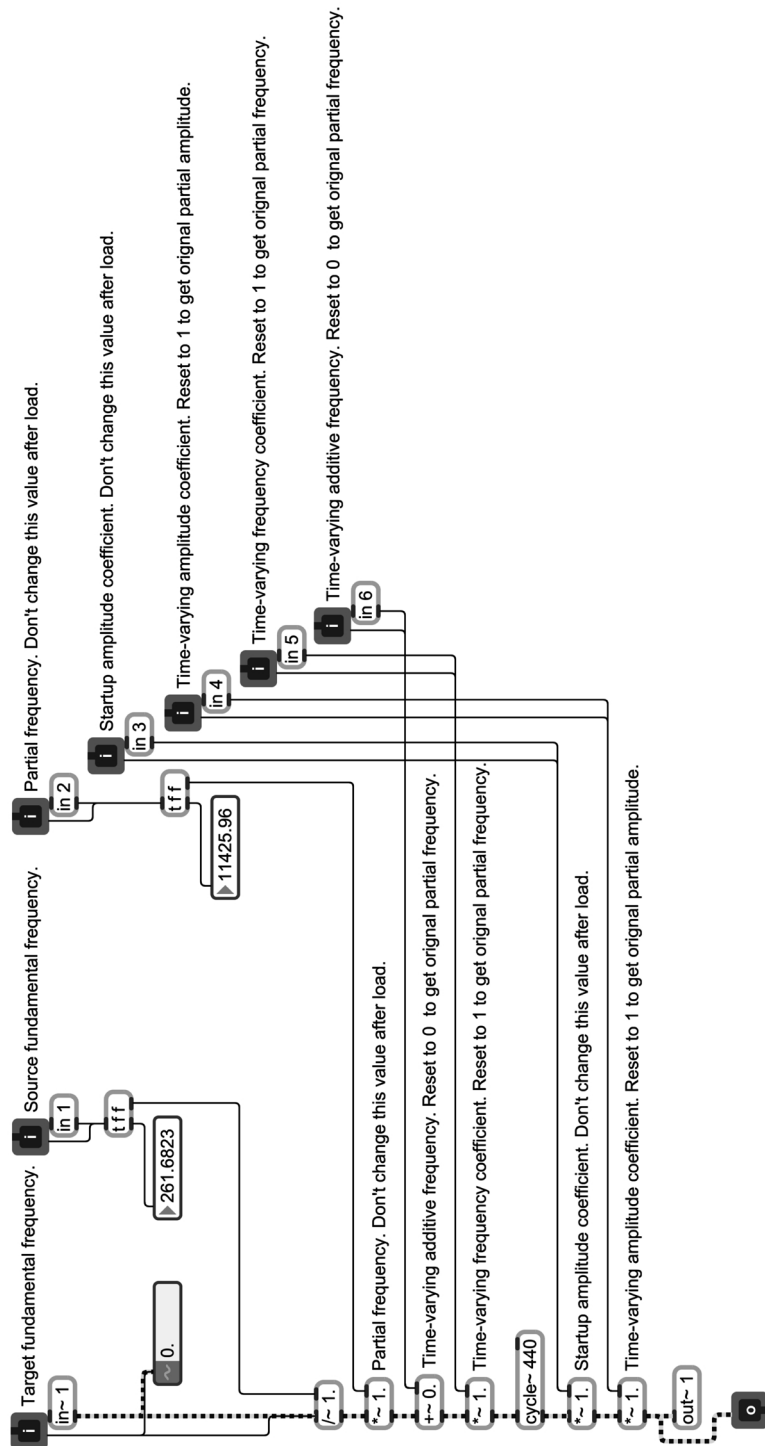 Target fundamental frequency.
i
in~ 1
Source fundamental frequency.
i
in 1
Partial frequency. Don't change this value after load.
i
in 2
Startup amplitude coefficient. Don't change this value after load.
i
in 3
Time-varying amplitude coefficient. Reset to 1 to get orignal partial amplitude.
i
in 4
Time-varying frequency coefficient. Reset to 1 to get orignal partial frequency.
i
in 5
Time-varying additive frequency. Reset to 0  to get orignal partial frequency.
i
in 6
t f f
261.6823
0.
t f f
11425.96
/~ 1.
*~ 1.
Partial frequency. Don't change this value after load.
+~ 0.
Time-varying additive frequency. Reset to 0  to get orignal partial frequency.
*~ 1.
Time-varying frequency coefficient. Reset to 1 to get orignal partial frequency.
cycle~ 440
*~ 1.
Startup amplitude coefficient. Don't change this value after load.
*~ 1.
Time-varying amplitude coefficient. Reset to 1 to get orignal partial amplitude.
out~ 1
o